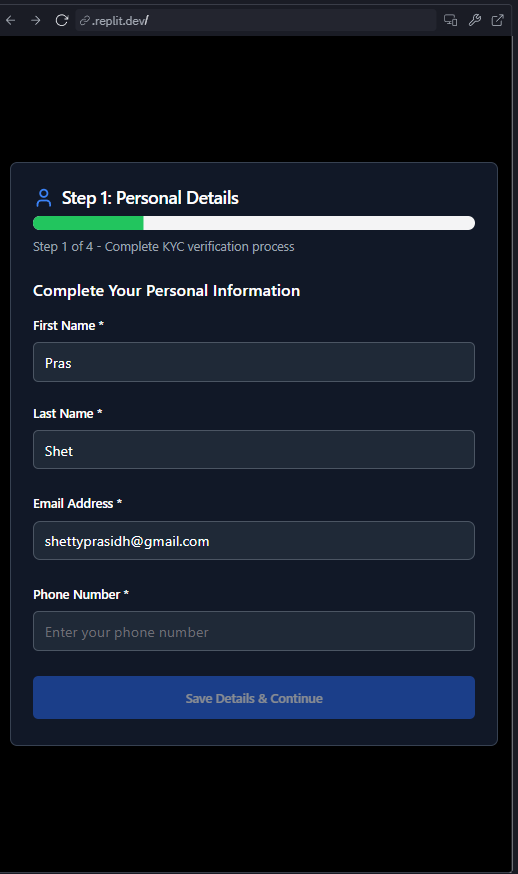 .replit.dev/
Step 1: Personal Details
Step 1 of 4 - Complete KYC verification process
Complete Your Personal Information
First Name *
Pras
Last Name *
Shet
Email Address *
shettyprasidh@gmail.com
Phone Number *
Enter your phone number
Save Details & Continue